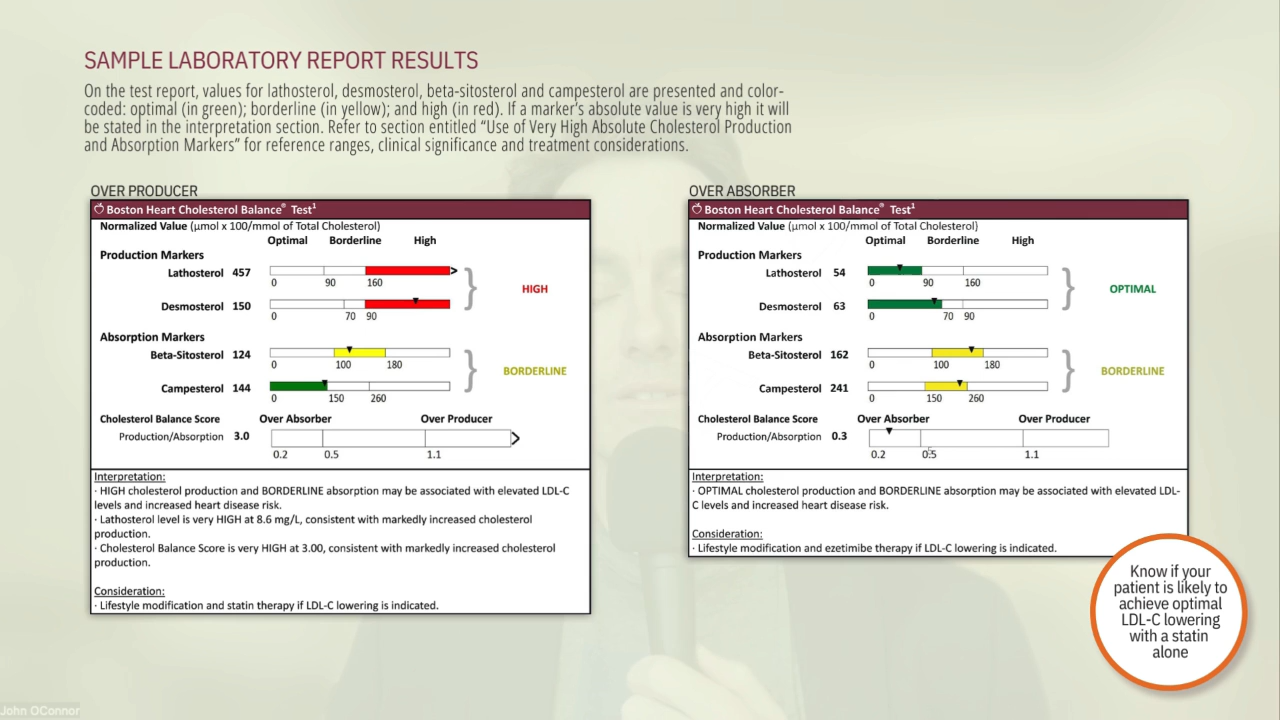 SAMPLE LABORATORY REPORT RESULTS
On the test report, values for lathosterol, desmosterol, beta-sitosterol and campesterol are presented and color-
coded: optimal (in green); borderline (in yellow); and high (in red). If a marker's absolute value is very high it will
be stated in the interpretation section. Refer to section entitled “Use of Very High Absolute Cholesterol Production
and Absorption Markers” for reference ranges, clinical significance and treatment considerations.
OVER PRODUCER
Boston Heart Cholesterol Balance® Test¹
Normalized Value (µmol x 100/mmol of Total Cholesterol)
Optimal Borderline High
Production Markers
Lathosterol 457
0 90 160
HIGH
Desmosterol 150
0 70 90
Absorption Markers
Beta-Sitosterol 124
0 100 180
BORDERLINE
Campesterol 144
0 150 260
Cholesterol Balance Score Over Absorber Over Producer
Production/Absorption 3.0
0.2 0.5 1.1
Interpretation:
· HIGH cholesterol production and BORDERLINE absorption may be associated with elevated LDL-C
levels and increased heart disease risk.
· Lathosterol level is very HIGH at 8.6 mg/L, consistent with markedly increased cholesterol
production.
· Cholesterol Balance Score is very HIGH at 3.00, consistent with markedly increased cholesterol
production.
Consideration:
· Lifestyle modification and statin therapy if LDL-C lowering is indicated.
OVER ABSORBER
Boston Heart Cholesterol Balance® Test¹
Normalized Value (µmol x 100/mmol of Total Cholesterol)
Optimal Borderline High
Production Markers
Lathosterol 54
0 90 160
OPTIMAL
Desmosterol 63
0 70 90
Absorption Markers
Beta-Sitosterol 162
0 100 180
BORDERLINE
Campesterol 241
0 150 260
Cholesterol Balance Score Over Absorber Over Producer
Production/Absorption 0.3
0.2 0.5 1.1
Interpretation:
· OPTIMAL cholesterol production and BORDERLINE absorption may be associated with elevated LDL-
C levels and increased heart disease risk.
Consideration:
· Lifestyle modification and ezetimibe therapy if LDL-C lowering is indicated.
Know if your
patient is likely to
achieve optimal
LDL-C lowering
with a statin
alone
John OConnor